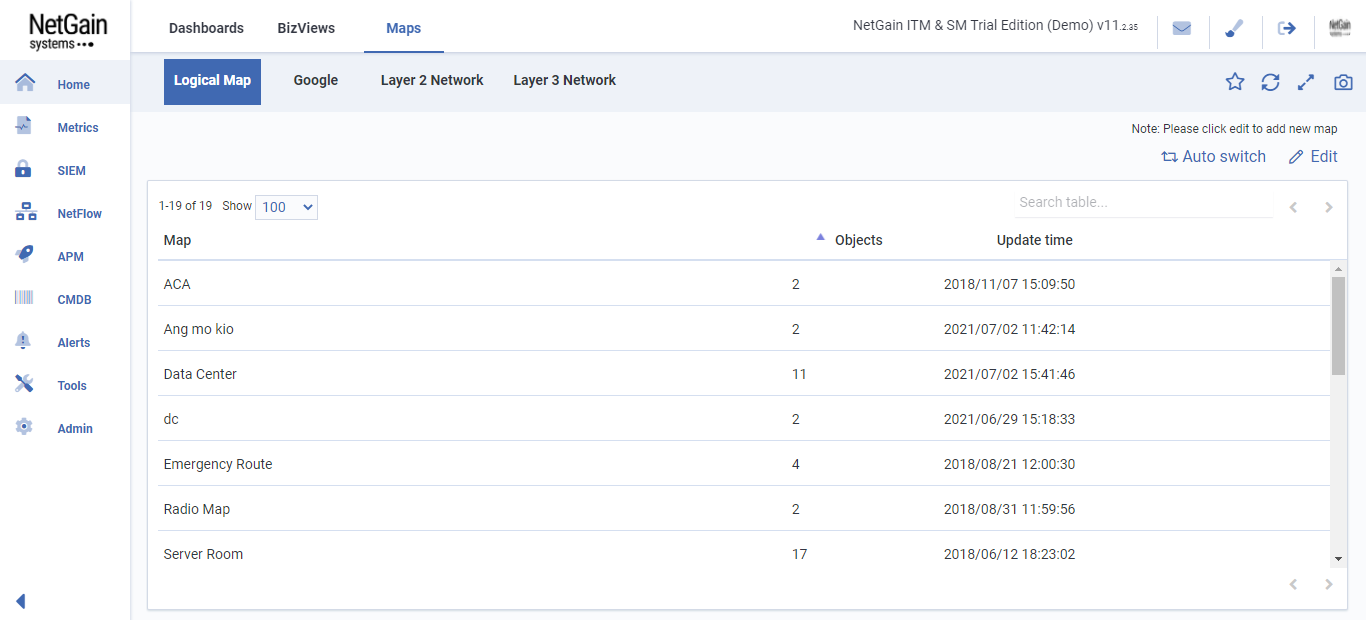 NetGain
systems
Dashboards BizViews Maps
NetGain ITM & SM Trial Edition (Demo) v11.2.35
NetGain
Home
Metrics
SIEM
NetFlow
APM
CMDB
Alerts
Tools
Admin
Logical Map Google Layer 2 Network Layer 3 Network
Note: Please click edit to add new map
Auto switch Edit
1-19 of 19 Show 100 Search table...
Map Objects Update time
ACA 2 2018/11/07 15:09:50
Ang mo kio 2 2021/07/02 11:42:14
Data Center 11 2021/07/02 15:41:46
dc 2 2021/06/29 15:18:33
Emergency Route 4 2018/08/21 12:00:30
Radio Map 2 2018/08/31 11:59:56
Server Room 17 2018/06/12 18:23:02